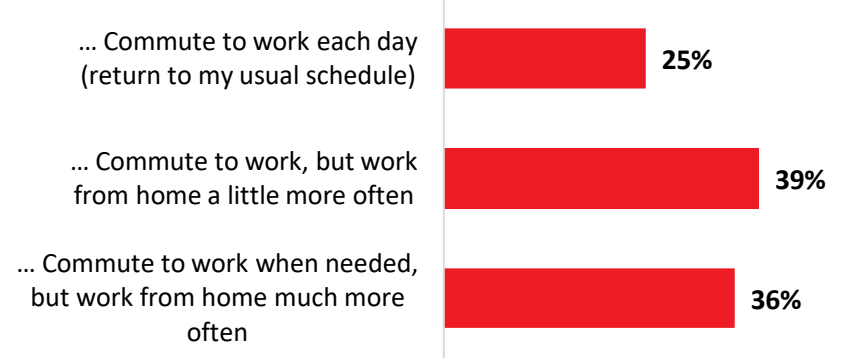 ... Commute to work each day
(return to my usual schedule)
25%
... Commute to work, but work
from home a little more often
39%
... Commute to work when needed,
but work from home much more
often
36%